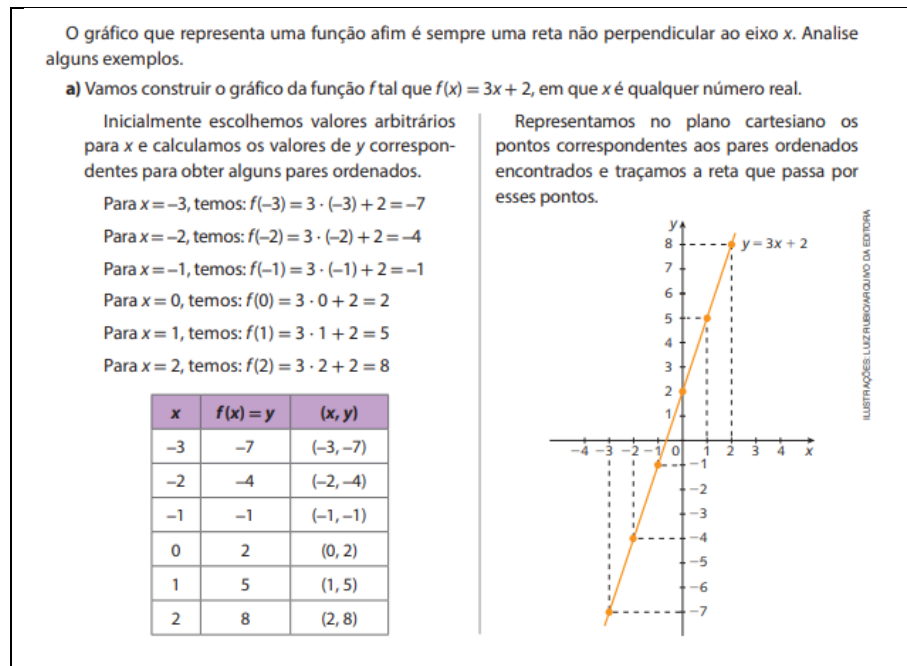 O gráfico que representa uma função afim é sempre uma reta não perpendicular ao eixo x. Analise
alguns exemplos.
a) Vamos construir o gráfico da função f tal que f(x) = 3x + 2, em que x é qualquer número real.
Inicialmente escolhemos valores arbitrários
para x e calculamos os valores de y correspon-
dentes para obter alguns pares ordenados.
Para x = –3, temos: f(–3) = 3 · (–3) + 2 = –7
Para x = –2, temos: f(–2) = 3 · (–2) + 2 = –4
Para x = –1, temos: f(–1) = 3 · (–1) + 2 = –1
Para x = 0, temos: f(0) = 3 · 0 + 2 = 2
Para x = 1, temos: f(1) = 3 · 1 + 2 = 5
Para x = 2, temos: f(2) = 3 · 2 + 2 = 8
x f(x) = y (x, y)
–3 –7 (–3, –7)
–2 –4 (–2, –4)
–1 –1 (–1, –1)
0 2 (0, 2)
1 5 (1, 5)
2 8 (2, 8)
Representamos no plano cartesiano os
pontos correspondentes aos pares ordenados
encontrados e traçamos a reta que passa por
esses pontos.
y
8 y = 3x + 2
7
6
5
4
3
2
1
–4 –3 –2 –1 0 1 2 3 4 x
–1
–2
–3
–4
–5
–6
–7
ILUSTRAÇÕES: LUIZ RUBIO/ARQUIVO DA EDITORA